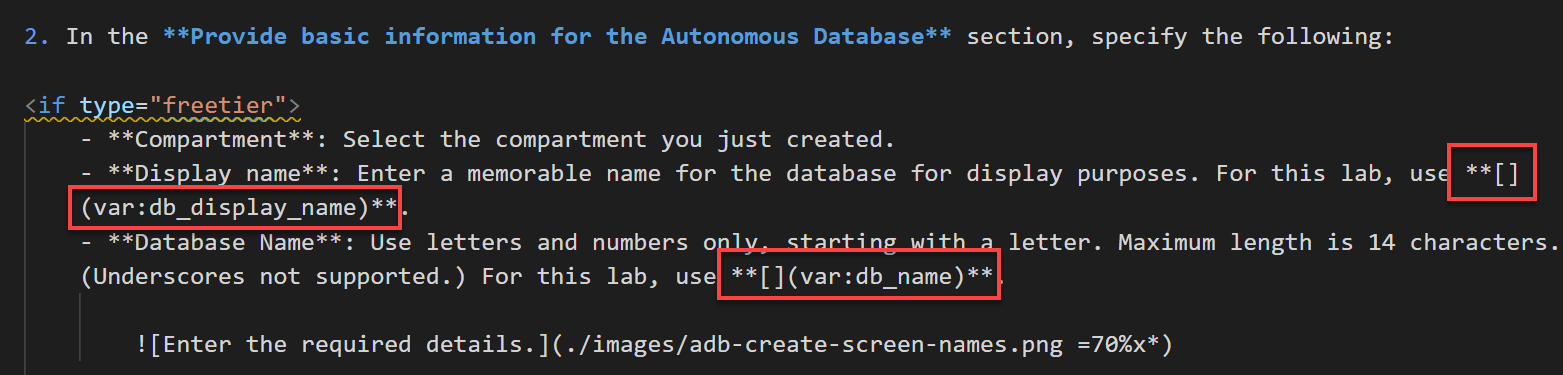 2. In the **Provide basic information for the Autonomous Database** section, specify the following:
<if type="freetier">
- **Compartment**: Select the compartment you just created.
- **Display name**: Enter a memorable name for the database for display purposes. For this lab, use **[]
(var:db_display_name)**.
- **Database Name**: Use letters and numbers only, starting with a letter. Maximum length is 14 characters.
(Underscores not supported.) For this lab, use **[](var:db_name)**.
![Enter the required details.](./images/adb-create-screen-names.png =70%x*)